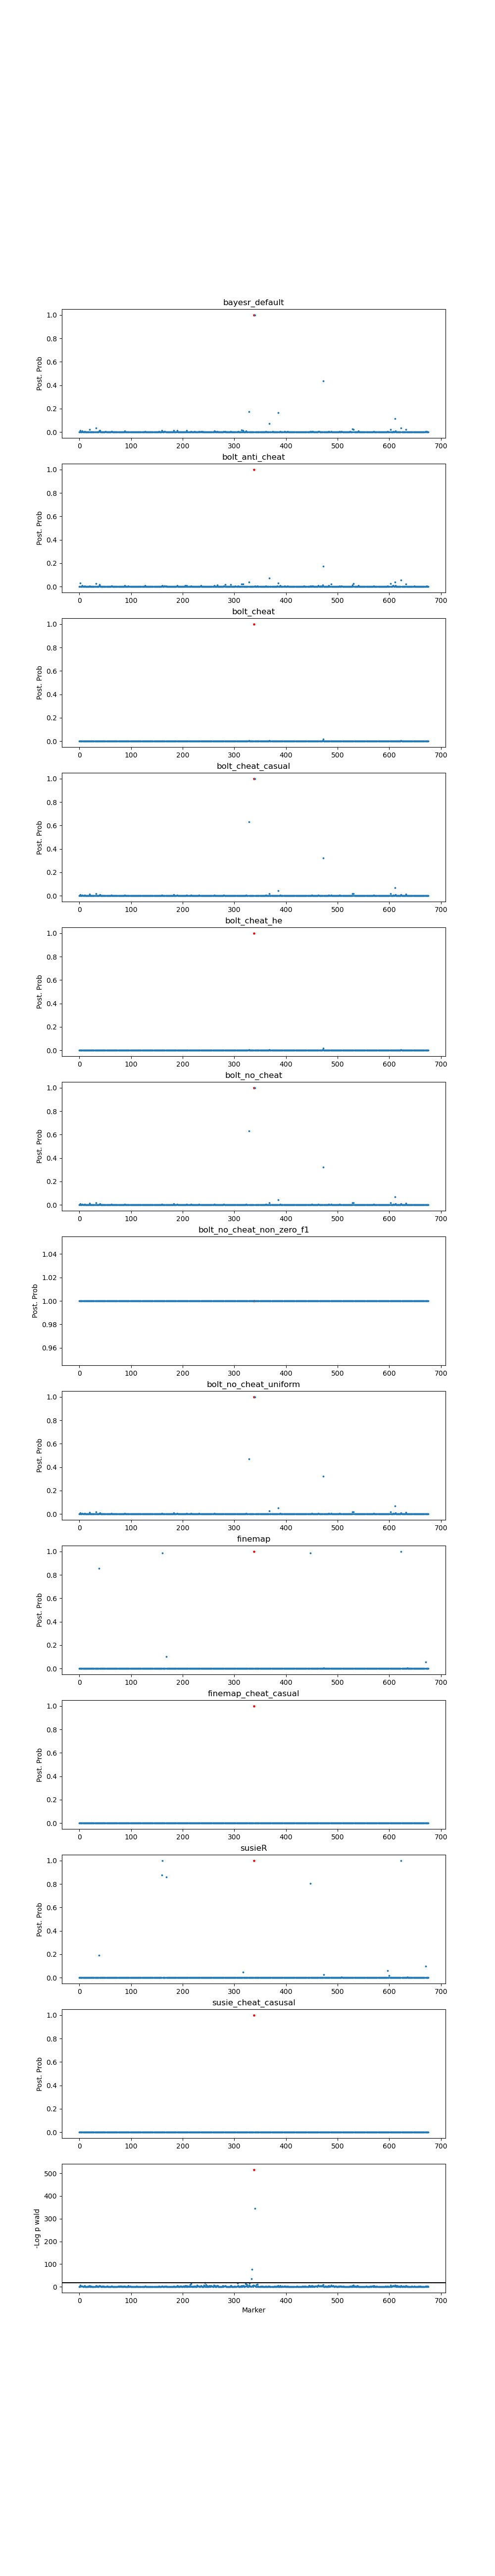 bayesr_default
Post. Prob
1.0
0.8
0.6
0.4
0.2
0.0
0 100 200 300 400 500 600 700
bolt_anti_cheat
Post. Prob
1.0
0.8
0.6
0.4
0.2
0.0
0 100 200 300 400 500 600 700
bolt_cheat
Post. Prob
1.0
0.8
0.6
0.4
0.2
0.0
0 100 200 300 400 500 600 700
bolt_cheat_casual
Post. Prob
1.0
0.8
0.6
0.4
0.2
0.0
0 100 200 300 400 500 600 700
bolt_cheat_he
Post. Prob
1.0
0.8
0.6
0.4
0.2
0.0
0 100 200 300 400 500 600 700
bolt_no_cheat
Post. Prob
1.0
0.8
0.6
0.4
0.2
0.0
0 100 200 300 400 500 600 700
bolt_no_cheat_non_zero_f1
Post. Prob
1.04
1.02
1.00
0.98
0.96
0 100 200 300 400 500 600 700
bolt_no_cheat_uniform
Post. Prob
1.0
0.8
0.6
0.4
0.2
0.0
0 100 200 300 400 500 600 700
finemap
Post. Prob
1.0
0.8
0.6
0.4
0.2
0.0
0 100 200 300 400 500 600 700
finemap_cheat_casual
Post. Prob
1.0
0.8
0.6
0.4
0.2
0.0
0 100 200 300 400 500 600 700
susieR
Post. Prob
1.0
0.8
0.6
0.4
0.2
0.0
0 100 200 300 400 500 600 700
susie_cheat_casusal
Post. Prob
1.0
0.8
0.6
0.4
0.2
0.0
0 100 200 300 400 500 600 700
-Log p wald
500
400
300
200
100
0
0 100 200 300 400 500 600 700
Marker